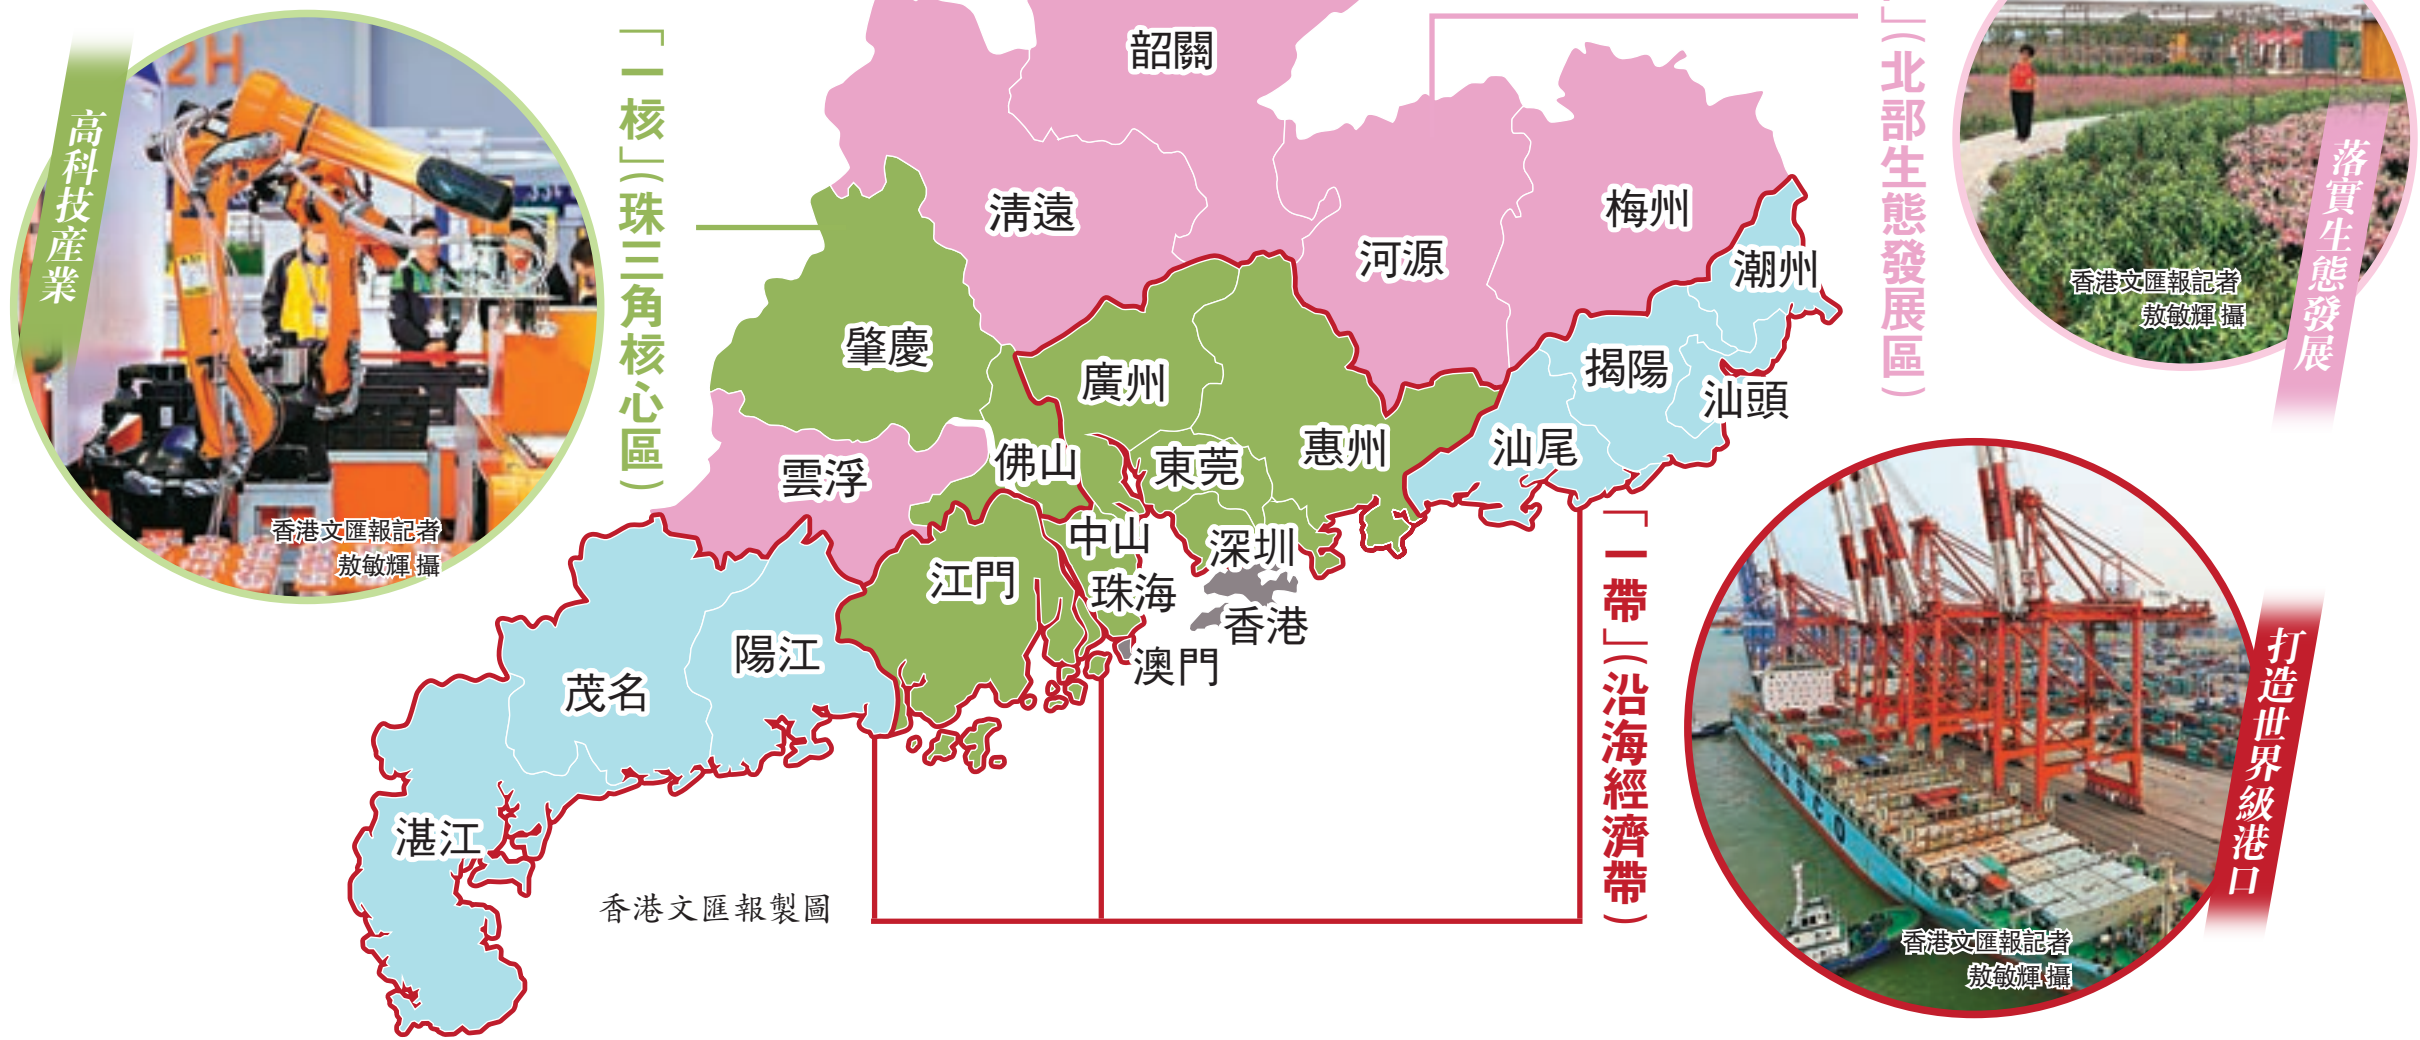 2H
高科技産業
香港文匯報記者
敖敏輝 攝
「一核」(珠三角核心區)
」(北部生態發展區)
落實生態發展
香港文匯報記者
敖敏輝 攝
韶關
清遠
河源
梅州
潮州
肇慶
廣州
揭陽
汕頭
雲浮
佛山
東莞
惠州
汕尾
中山
深圳
江門
珠海
香港
陽江
澳門
茂名
湛江
「一帶」(沿海經濟帶)
打造世界級港口
COSCO
香港文匯報記者
敖敏輝 攝
香港文匯報製圖